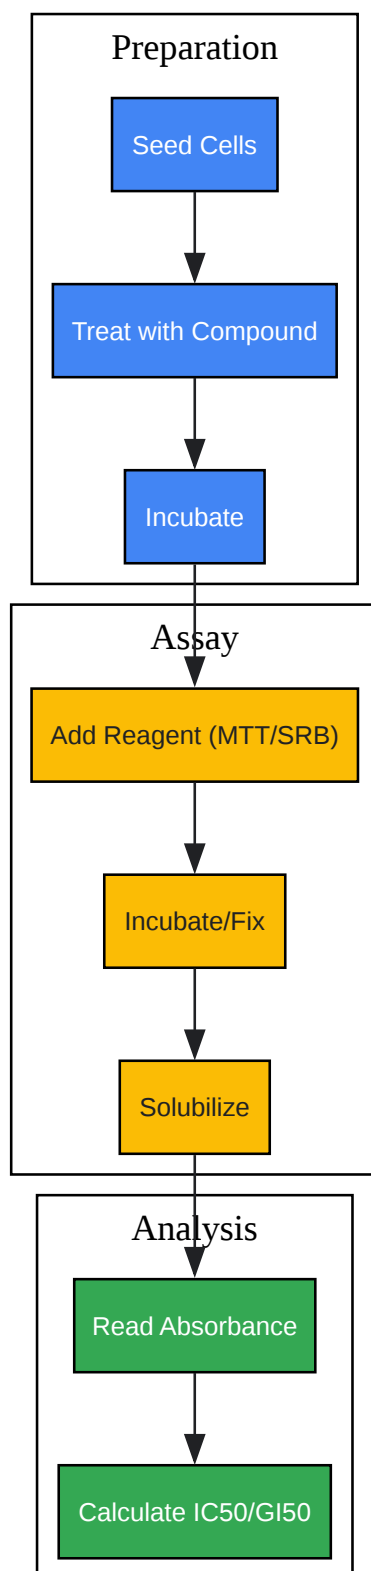 Preparation
Seed Cells
Treat with Compound
Incubate
Assay
Add Reagent (MTT/SRB)
Incubate/Fix
Solubilize
Analysis
Read Absorbance
Calculate IC50/GI50